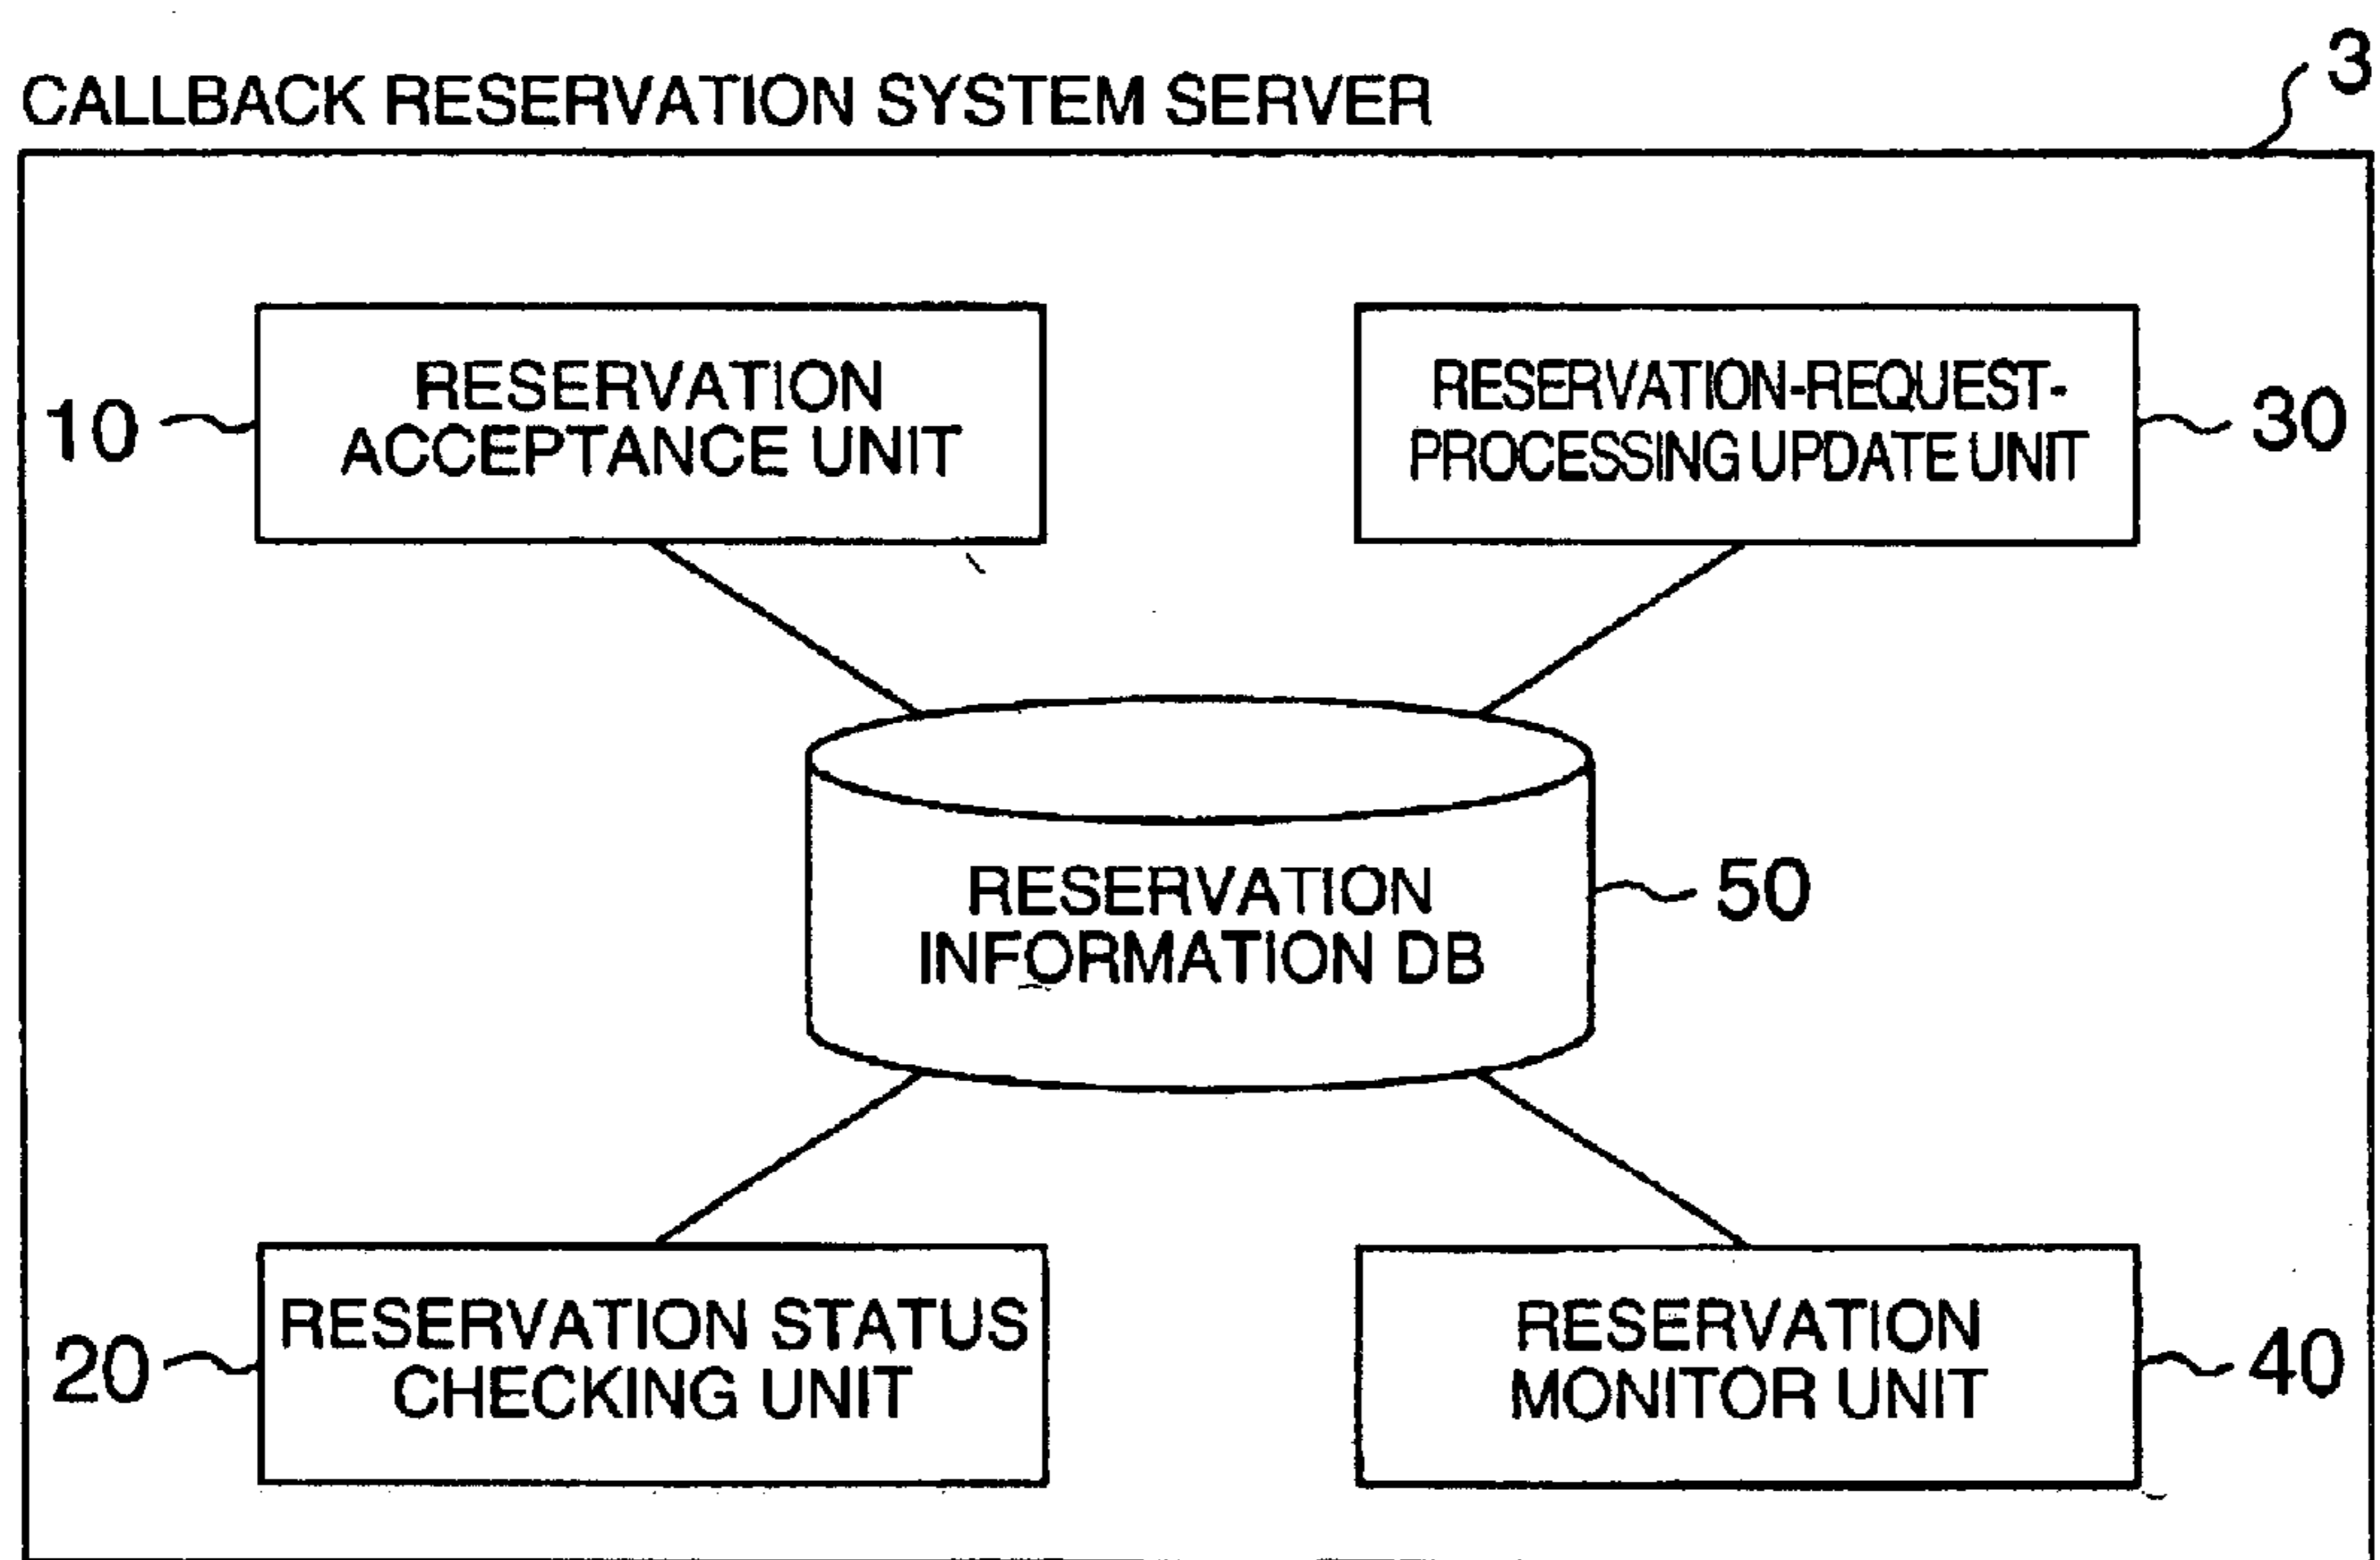 3
CALLBACK RESERVATION SYSTEM SERVER
10
RESERVATION
ACCEPTANCE UNIT
RESERVATION-REQUEST-
PROCESSING UPDATE UNIT
30
RESERVATION
INFORMATION DB
50
20
RESERVATION STATUS
CHECKING UNIT
RESERVATION
MONITOR UNIT
40